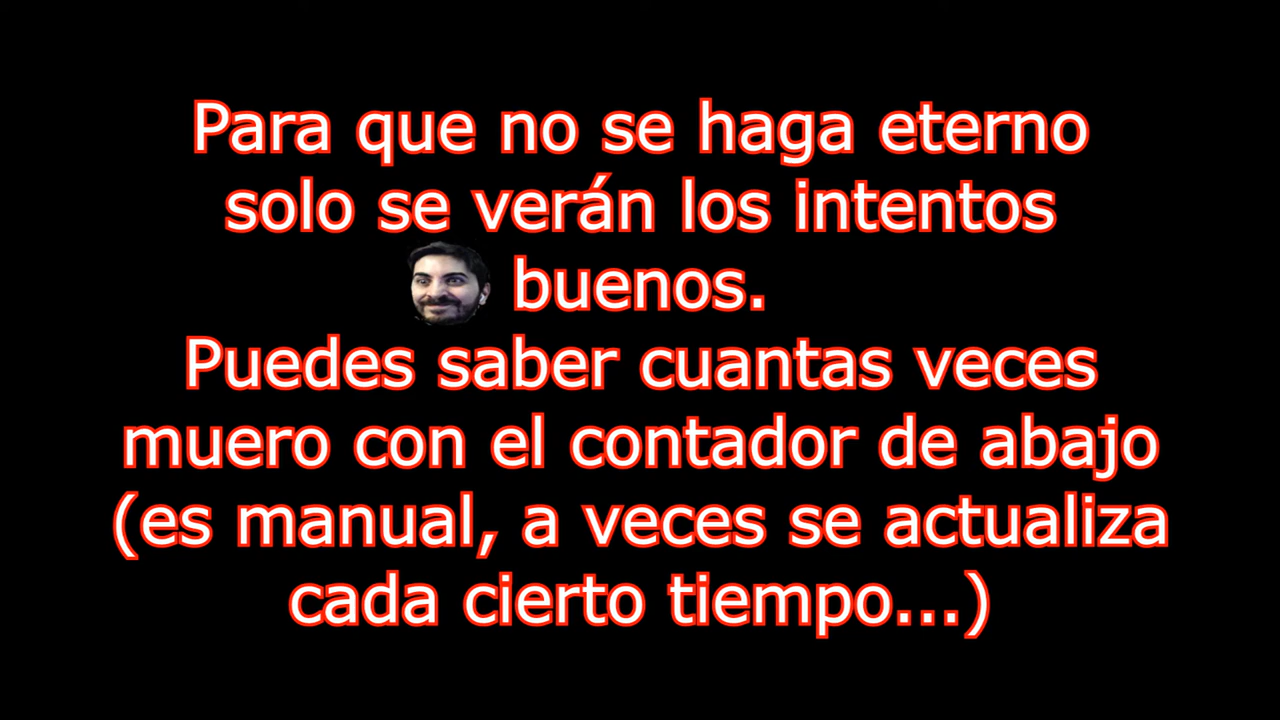 Para que no se haga eterno
solo se verán los intentos
buenos.
Puedes saber cuantas veces
muero con el contador de abajo
(es manual, a veces se actualiza
cada cierto tiempo...)